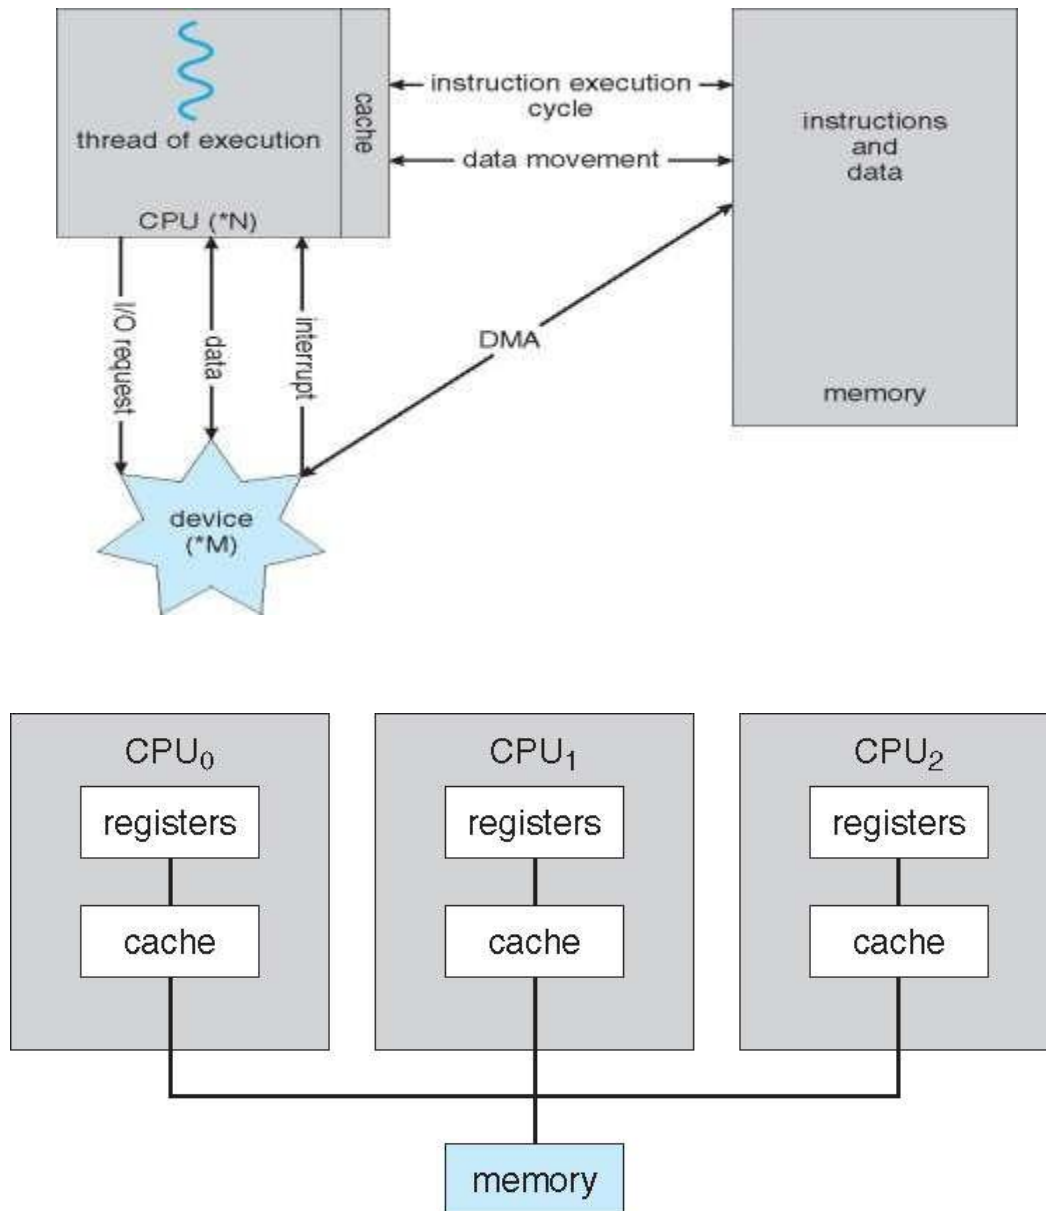 thread of execution
cache
CPU (*N)
instruction execution
cycle
data movement
instructions
and
data
memory
I/O request
data
interrupt
DMA
device
(*M)
CPU0
CPU1
CPU2
registers
registers
registers
cache
cache
cache
memory